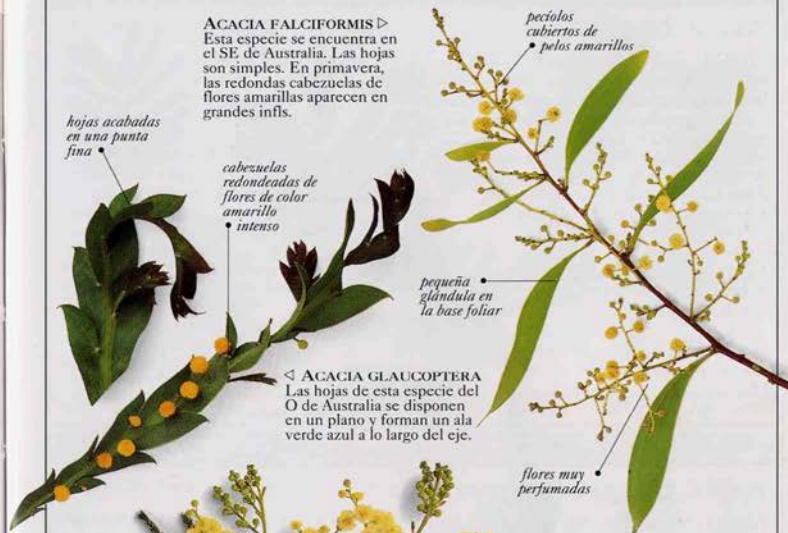 ACACIA FALCIFORMIS ▷
Esta especie se encuentra en
el SE de Australia. Las hojas
son simples. En primavera,
las redondas cabezuelas de
flores amarillas aparecen en
grandes infls.
pecíolos
cubiertos de
pelos amarillos
hojas acabadas
en una punta
fina
cabezuelas
redondeadas de
flores de color
amarillo
intenso
pequeña
glándula en
la base foliar
◁ ACACIA GLAUCOPTERA
Las hojas de esta especie del
O de Australia se disponen
en un plano y forman un ala
verde azul a lo largo del eje.
flores muy
perfumadas